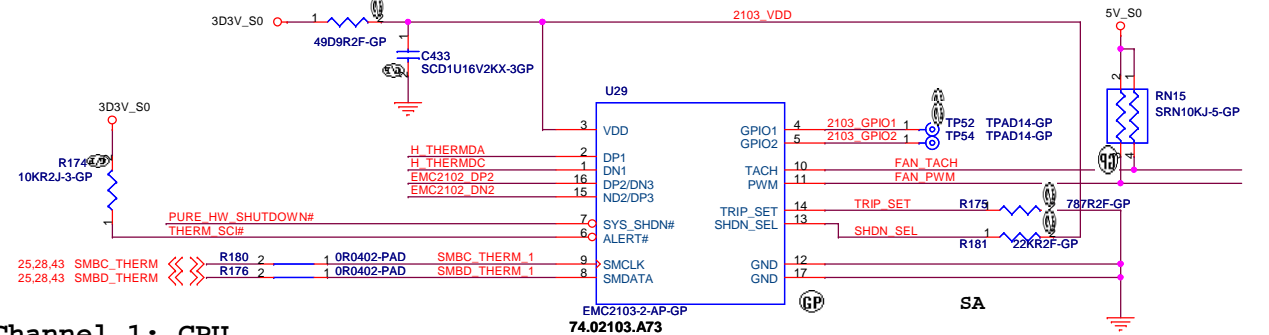 3D3V_S0
1
2
49D9R2F-GP
2103_VDD
5V_S0
1
C433
SCD1U16V2KX-3GP
2
3D3V_S0
R174
10KR2J-3-GP
1
U29
2 1
RN15
SRN10KJ-5-GP
3 4
3 VDD
GPIO1 4 2103_GPIO1 1 TP52 TPAD14-GP
GPIO2 5 2103_GPIO2 1 TP54 TPAD14-GP
H_THERMDA 2 DP1
H_THERMDC 1 DN1
EMC2102_DP2 16 DP2/DN3
EMC2102_DN2 15 ND2/DP3
TACH 10 FAN_TACH
PWM 11 FAN_PWM
GP
PURE_HW_SHUTDOWN# 7 SYS_SHDN#
THERM_SCI# 6 ALERT#
TRIP_SET 14 TRIP_SET R175 787R2F-GP
SHDN_SEL 13 SHDN_SEL 1 2
R181 22KR2F-GP
25,28,43 SMBC_THERM R180 2 1 0R0402-PAD SMBC_THERM_1 9 SMCLK
25,28,43 SMBD_THERM R176 2 1 0R0402-PAD SMBD_THERM_1 8 SMDATA
GND 12
GND 17
GP
SA
EMC2103-2-AP-GP
74.02103.A73
Channel 1: CPU